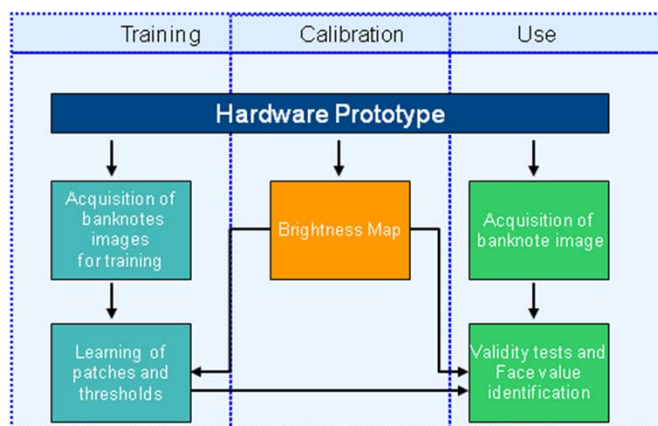 Training
Calibration
Use
Hardware Prototype
Acquisition of
banknotes
images
for training
Brightness Map
Acquisition of
banknote image
Learning of
patches and
thresholds
Validity tests and
Face value
identification